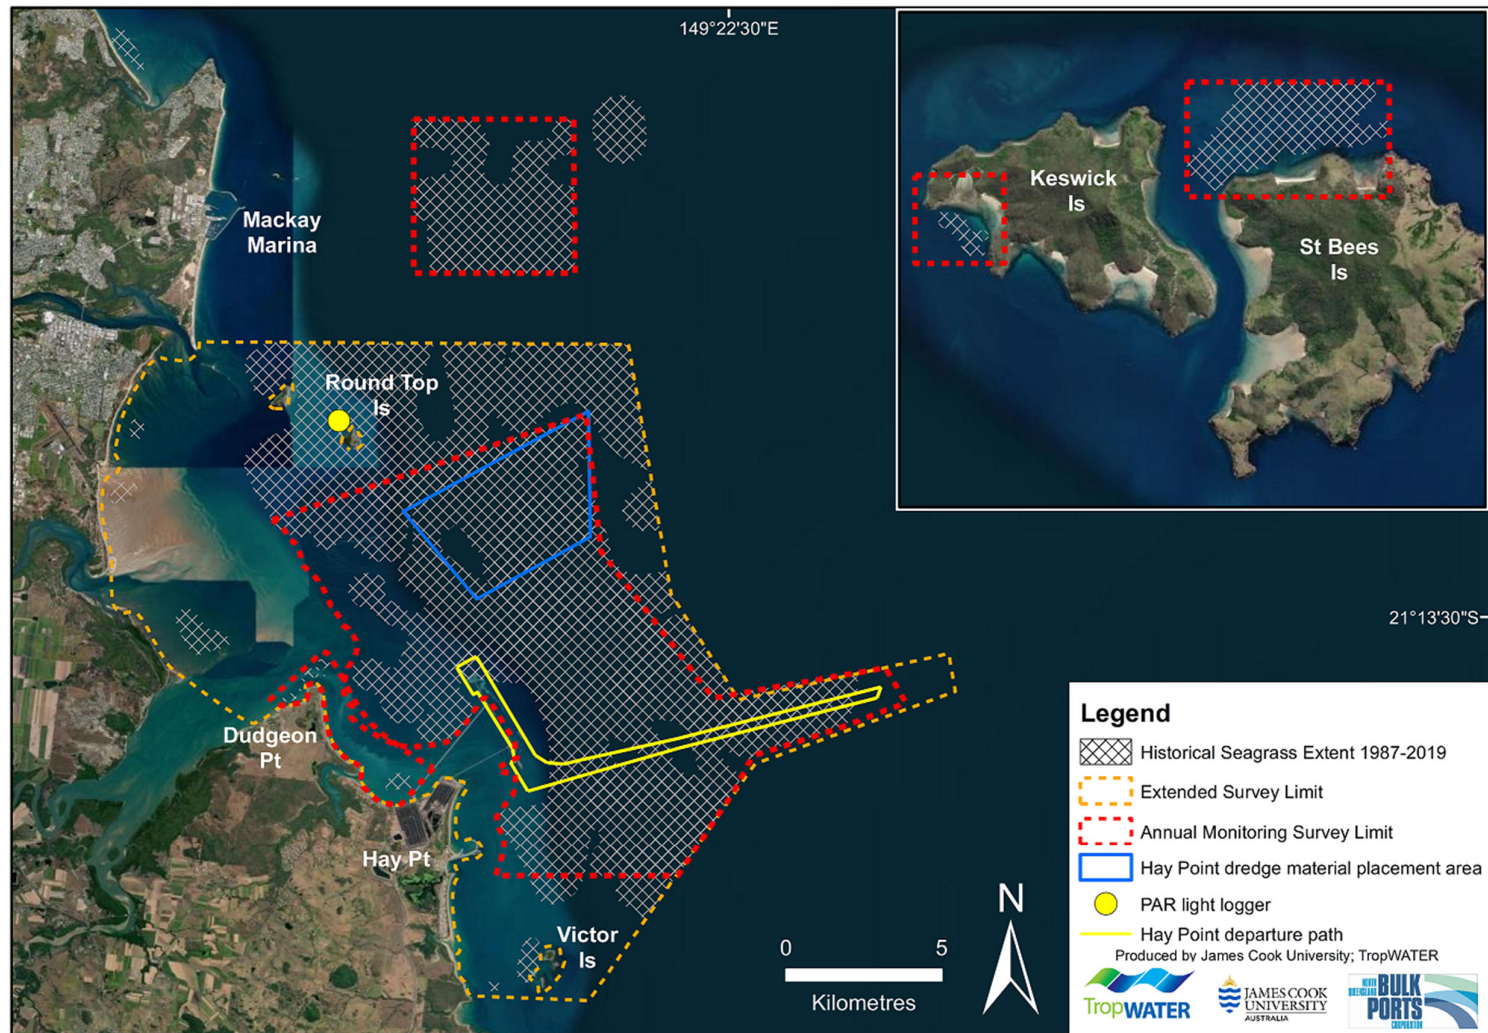 149°22'30"E
Mackay
Marina
Round Top
Is
Keswick
Is
St Bees
Is
21°13'30"S
Dudgeon
Pt
Hay Pt
Victor
Is
N
0 5
Kilometres
Legend
Historical Seagrass Extent 1987-2019
Extended Survey Limit
Annual Monitoring Survey Limit
Hay Point dredge material placement area
PAR light logger
Hay Point departure path
Produced by James Cook University; TropWATER
TropWATER
JAMES COOK
UNIVERSITY
AUSTRALIA
NORTH
QUEENSLAND
BULK
PORTS
CORPORATION